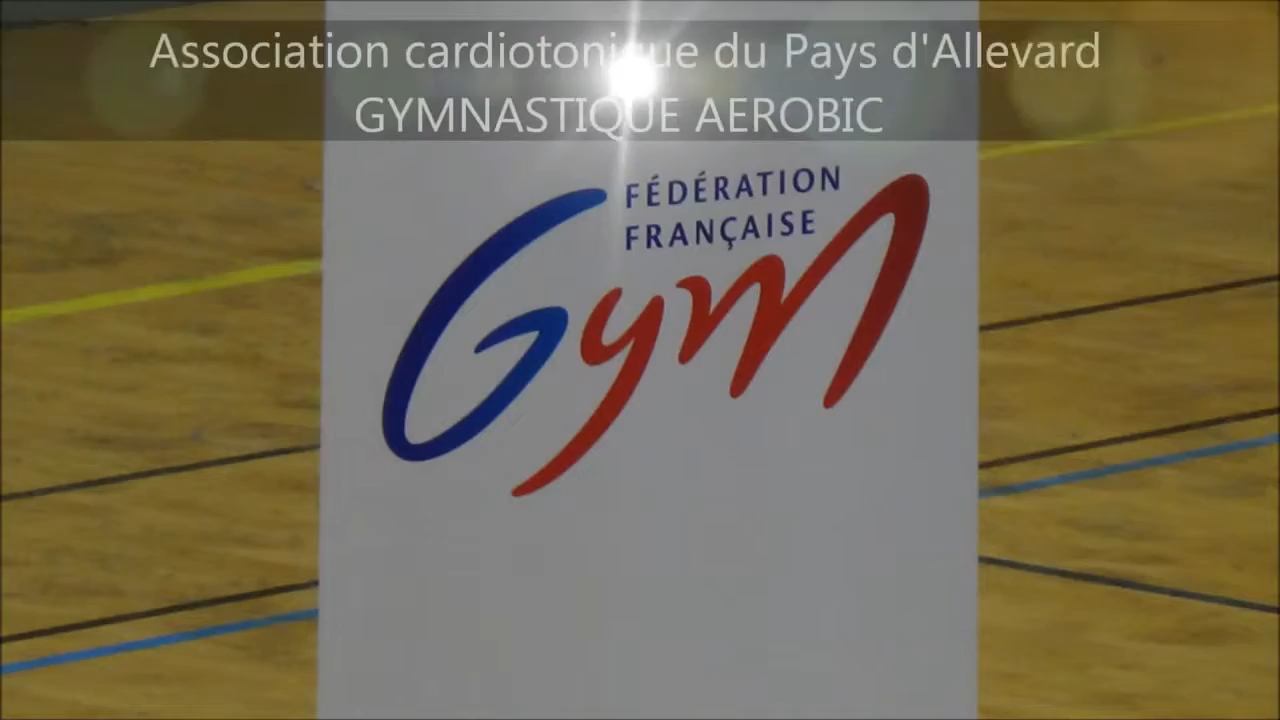 Association cardiotonique du Pays d'Allevard
GYMNASTIQUE AEROBIC
FÉDÉRATION
FRANÇAISE
Gym